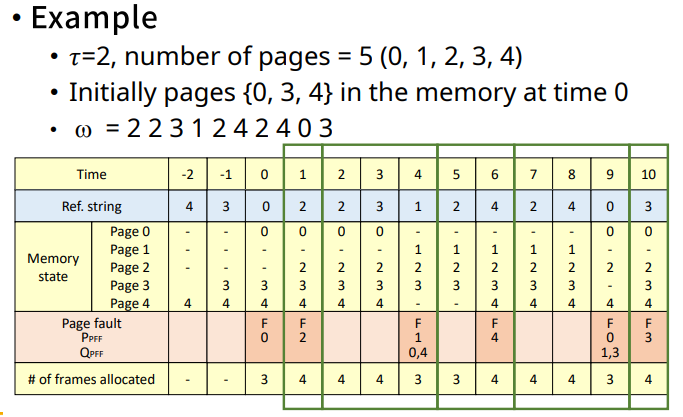 • Example
• τ=2, number of pages = 5 (0, 1, 2, 3, 4)
• Initially pages {0, 3, 4} in the memory at time 0
• ω = 2 2 3 1 2 4 2 4 0 3
Time -2 -1 0 1 2 3 4 5 6 7 8 9 10
Ref. string 4 3 0 2 2 3 1 2 4 2 4 0 3
Memory state
Page 0 - - 0 0 0 0 - - - - - 0 0
Page 1 - - - - - - 1 1 1 1 1 - -
Page 2 - - - 2 2 2 2 2 2 2 2 2 2
Page 3 - 3 3 3 3 3 3 3 3 3 3 - 3
Page 4 4 4 4 4 4 4 - - 4 4 4 4 4
Page fault F F F F F F
PPFF 0 2 1 4 0 3
QPFF 0,4 1,3
# of frames allocated - - 3 4 4 4 3 3 4 4 4 3 4